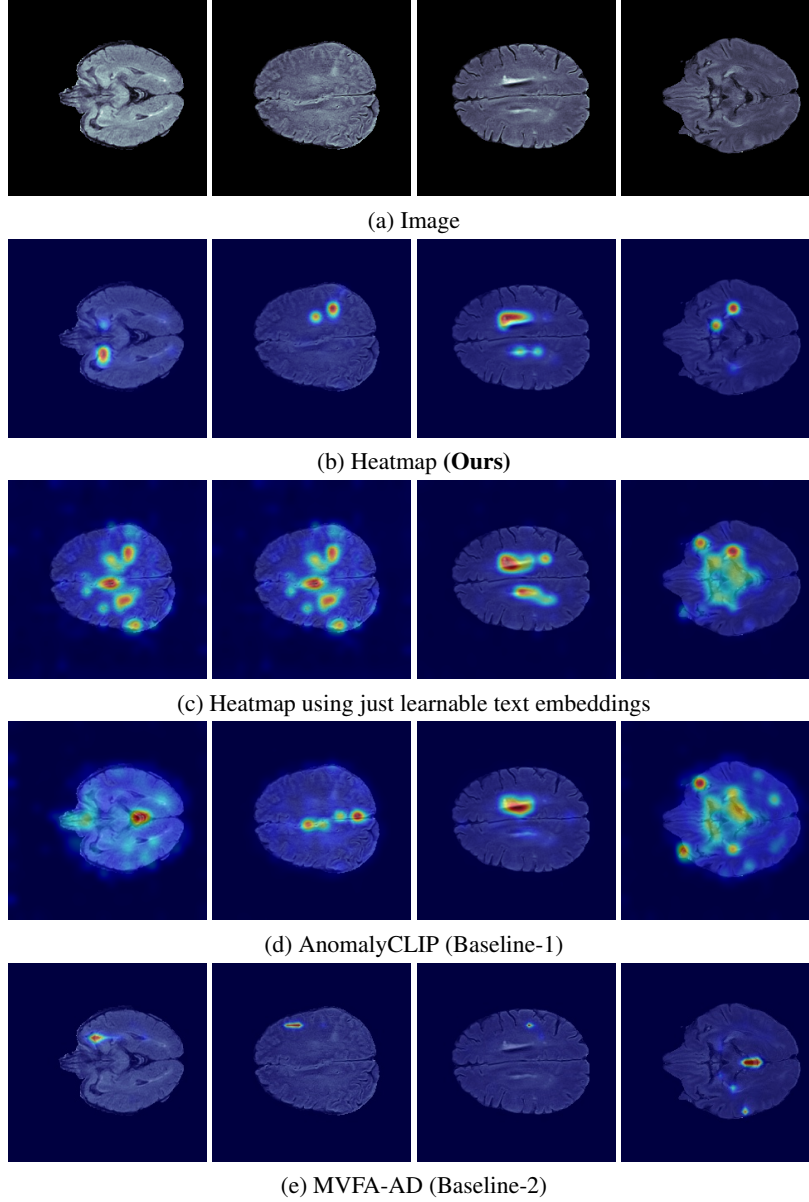 (a) Image
(b) Heatmap (Ours)
(c) Heatmap using just learnable text embeddings
(d) AnomalyCLIP (Baseline-1)
(e) MVFA-AD (Baseline-2)